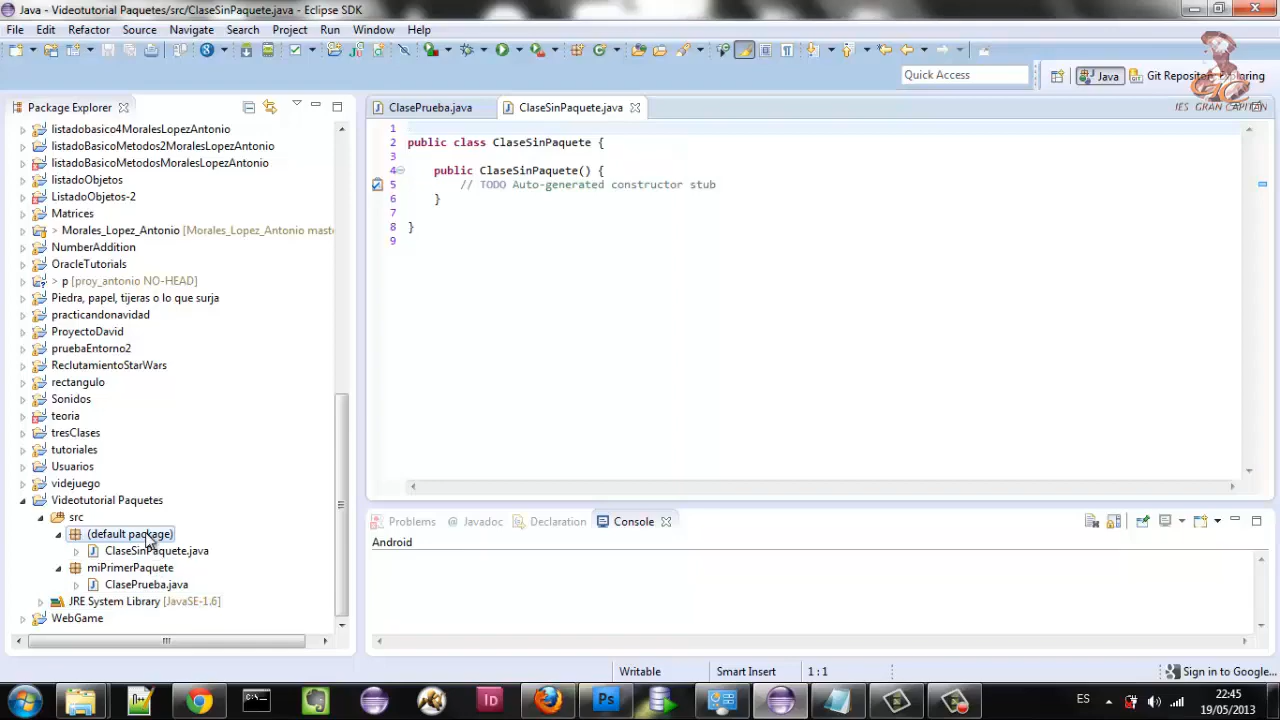 Java - Videotutorial Paquetes/src/ClaseSinPaquete.java - Eclipse SDK
File Edit Refactor Source Navigate Search Project Run Window Help
Quick Access
Java
Git Reposito
oring
IES GRAN CAPITÁN
Package Explorer
ClasePrueba.java
ClaseSinPaquete.java
listadobasico4MoralesLopezAntonio
listadoBasicoMetodos2MoralesLopezAntonio
listadoBasicoMetodosMoralesLopezAntonio
listadoObjetos
ListadoObjetos-2
Matrices
> Morales_Lopez_Antonio [Morales_Lopez_Antonio maste
NumberAddition
OracleTutorials
> p [proy_antonio NO-HEAD]
Piedra, papel, tijeras o lo que surja
practicandonavidad
ProyectoDavid
pruebaEntorno2
ReclutamientoStarWars
rectangulo
Sonidos
teoria
tresClases
tutoriales
Usuarios
videjuego
Videotutorial Paquetes
src
(default package)
ClaseSinPaquete.java
miPrimerPaquete
ClasePrueba.java
JRE System Library [JavaSE-1.6]
WebGame
1
2 public class ClaseSinPaquete {
3
4 public ClaseSinPaquete() {
5 // TODO Auto-generated constructor stub
6 }
7
8 }
9
Problems @ Javadoc Declaration Console
Android
Writable Smart Insert 1 : 1 Sign in to Google...
ES
22:45
19/05/2013